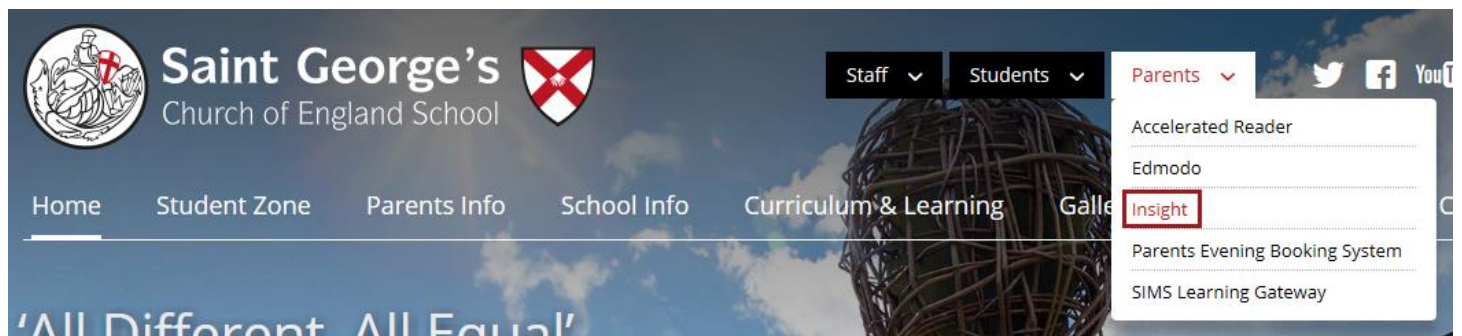 Saint George's
Church of England School
Staff Students Parents
Accelerated Reader
Edmodo
Insight
Parents Evening Booking System
SIMS Learning Gateway
Home Student Zone Parents Info School Info Curriculum & Learning
'All Different, All Equal'